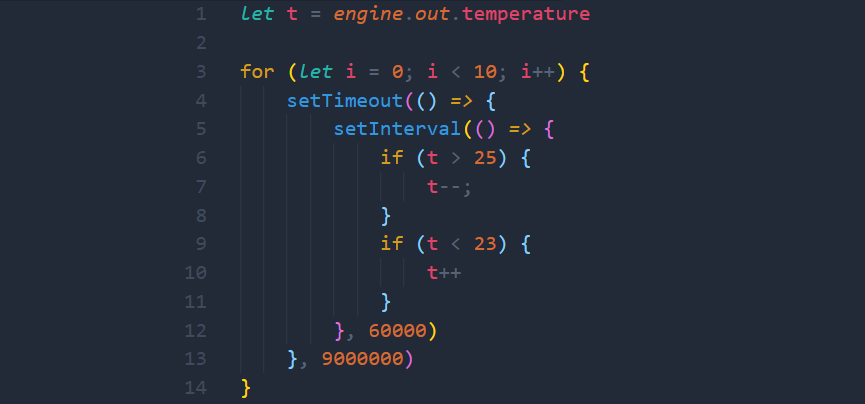 1 let t = engine.out.temperature
2
3 for (let i = 0; i < 10; i++) {
4     setTimeout(() => {
5         setInterval(() => {
6             if (t > 25) {
7                 t--;
8             }
9             if (t < 23) {
10                 t++
11             }
12         }, 60000)
13     }, 9000000)
14 }